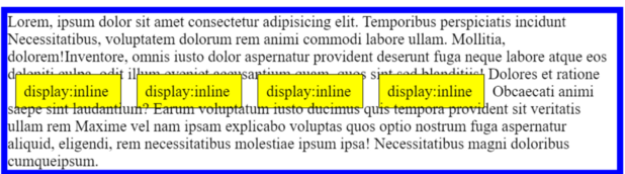 Lorem, ipsum dolor sit amet consectetur adipisicing elit. Temporibus perspiciatis incidunt
Necessitatibus, voluptatem dolorum rem animi commodi labore ullam. Mollitia,
dolorem!Inventore, omnis iusto dolor aspernatur provident deserunt fuga neque labore atque eos
deleniti culpa, odit illum eveniet accusantium quam, quos sint sed blanditiis! Dolores et ratione
display:inline display:inline display:inline display:inline Obcaecati animi
saepe sint laudantium? Earum voluptatum iusto ducimus quis tempora provident sit veritatis
ullam rem Maxime vel nam ipsam explicabo voluptas quos optio nostrum fuga aspernatur
aliquid, eligendi, rem necessitatibus molestiae ipsum ipsa! Necessitatibus magni doloribus
cumqueipsum.